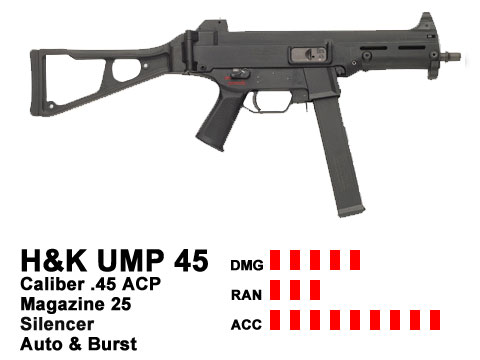 H&K UMP 45
Caliber .45 ACP
Magazine 25
Silencer
Auto & Burst
DMG
RAN
ACC